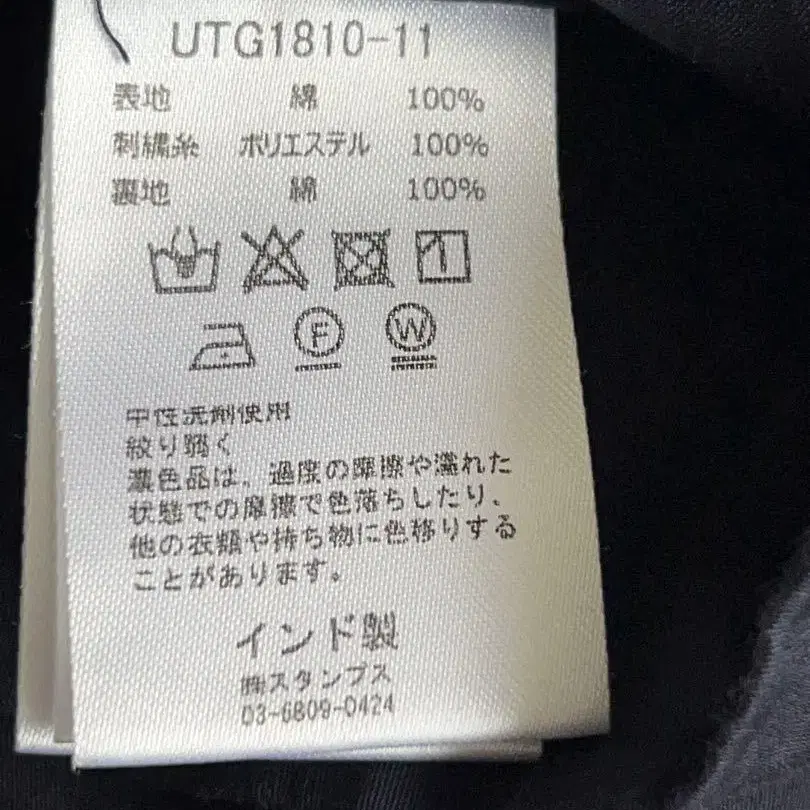 UTG1810-11
表地 綿 100%
刺繍糸 ポリエステル 100%
裏地 綿 100%
F W
中性洗剤使用
絞り弱く
濃色品は、過度の摩擦や濡れた
状態での摩擦で色落ちしたり、
他の衣類や持ち物に色移りする
ことがあります。
インド製
㈱スタンプス
03-6809-0424